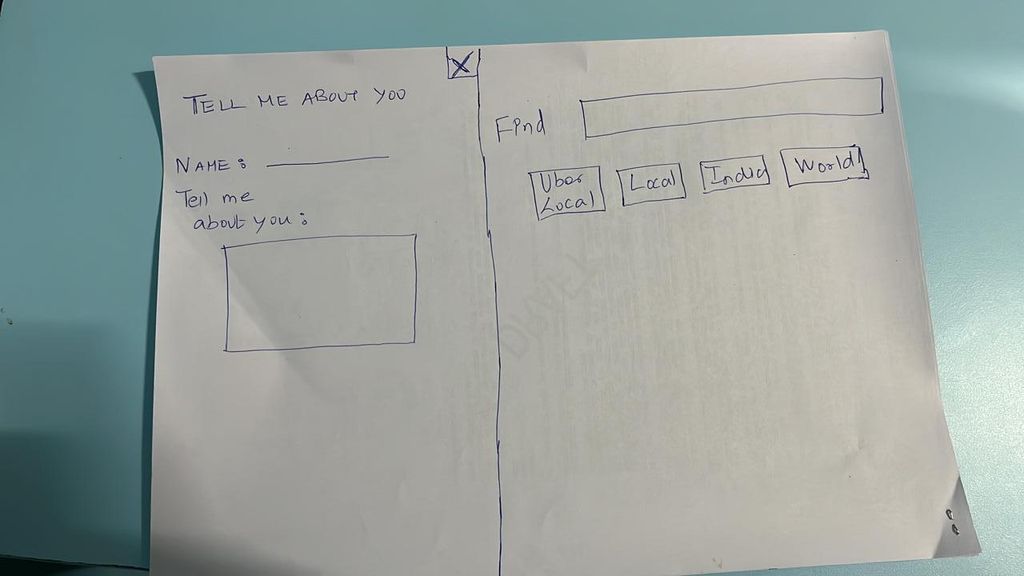 X
TELL ME ABOUT YOU
NAME:
Tell me
about you:
Find
Uber
Local
Local
India
World!